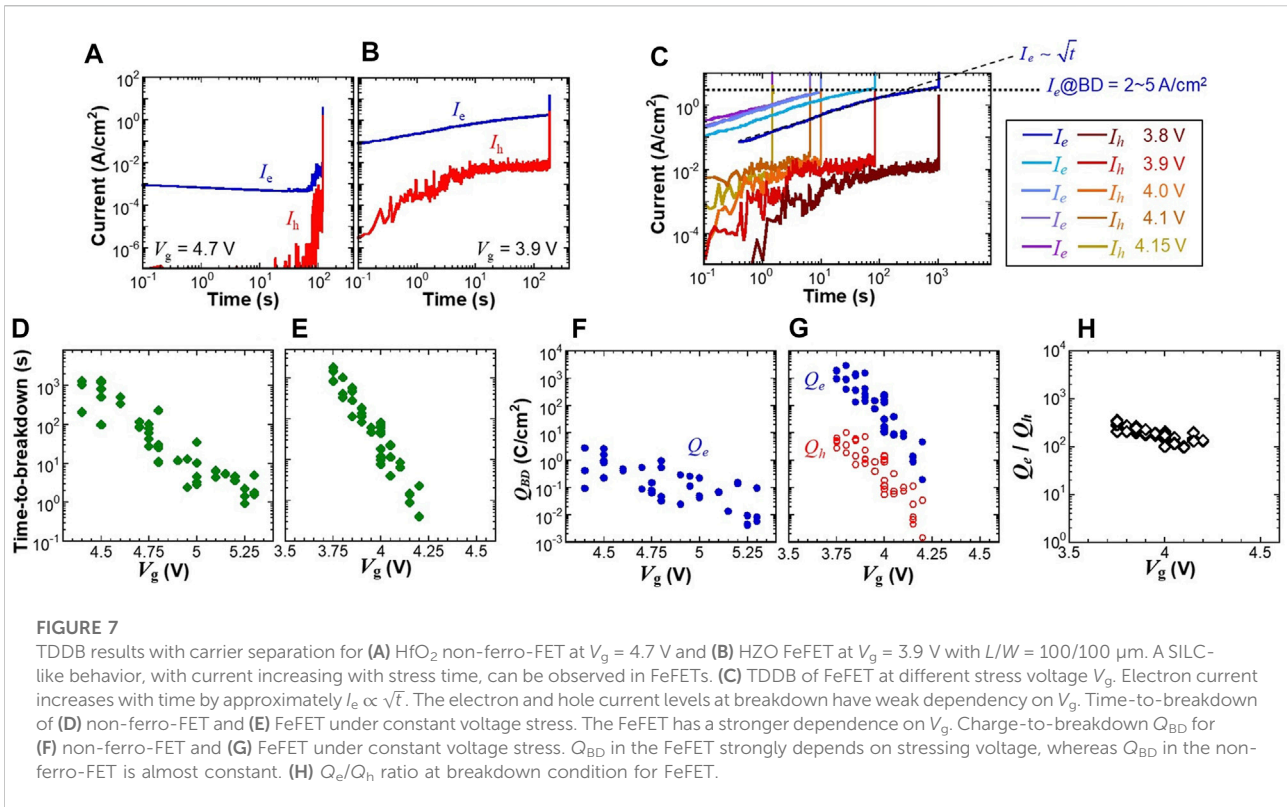 A
B
C
Current (A/cm²)
10²
10⁰
10⁻²
10⁻⁴
10⁻⁶
Iₑ
Iₕ
V_g = 4.7 V
10⁻¹ 10⁰ 10¹ 10²
Time (s)
Iₑ
Iₕ
V_g = 3.9 V
10⁻¹ 10⁰ 10¹ 10²
Time (s)
Current (A/cm²)
10⁰
10⁻²
10⁻⁴
10⁻¹ 10⁰ 10¹ 10² 10³
Time (s)
Iₑ ~ √t
Iₑ@BD = 2~5 A/cm²
Iₑ Iₕ 3.8 V
Iₑ Iₕ 3.9 V
Iₑ Iₕ 4.0 V
Iₑ Iₕ 4.1 V
Iₑ Iₕ 4.15 V
D
E
F
G
H
Time-to-breakdown (s)
10³
10²
10¹
10⁰
10⁻¹
4.5 4.75 5 5.25
V_g (V)
3.5 3.75 4 4.25 4.5
V_g (V)
Q_BD (C/cm²)
10⁴
10³
10²
10¹
10⁰
10⁻¹
10⁻²
10⁻³
Qₑ
4.5 4.75 5 5.25
V_g (V)
Qₑ
Qₕ
3.5 3.75 4 4.25 4.5
V_g (V)
Qₑ / Qₕ
10⁴
10³
10²
10¹
10⁰
3.5 4 4.5
V_g (V)
FIGURE 7
TDDB results with carrier separation for (A) HfO₂ non-ferro-FET at V_g = 4.7 V and (B) HZO FeFET at V_g = 3.9 V with L/W = 100/100 μm. A SILC-
like behavior, with current increasing with stress time, can be observed in FeFETs. (C) TDDB of FeFET at different stress voltage V_g. Electron current
increases with time by approximately Iₑ ∝ √t. The electron and hole current levels at breakdown have weak dependency on V_g. Time-to-breakdown
of (D) non-ferro-FET and (E) FeFET under constant voltage stress. The FeFET has a stronger dependence on V_g. Charge-to-breakdown Q_BD for
(F) non-ferro-FET and (G) FeFET under constant voltage stress. Q_BD in the FeFET strongly depends on stressing voltage, whereas Q_BD in the non-
ferro-FET is almost constant. (H) Qₑ/Qₕ ratio at breakdown condition for FeFET.